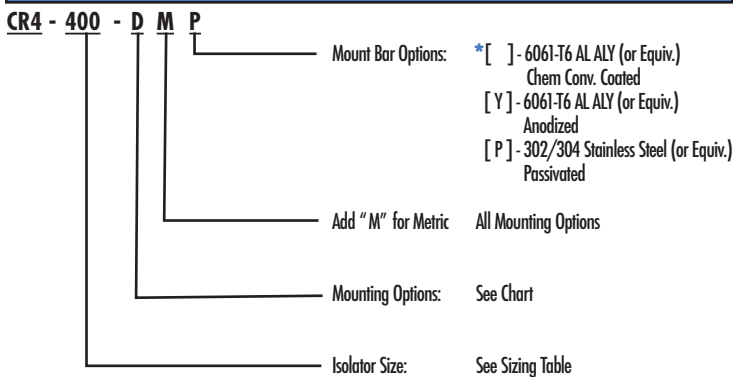 CR4 - 400 - D M P
Mount Bar Options: *[ ] - 6061-T6 AL ALY (or Equiv.)
Chem Conv. Coated
[ Y ] - 6061-T6 AL ALY (or Equiv.)
Anodized
[ P ] - 302/304 Stainless Steel (or Equiv.)
Passivated
Add "M" for Metric All Mounting Options
Mounting Options: See Chart
Isolator Size: See Sizing Table